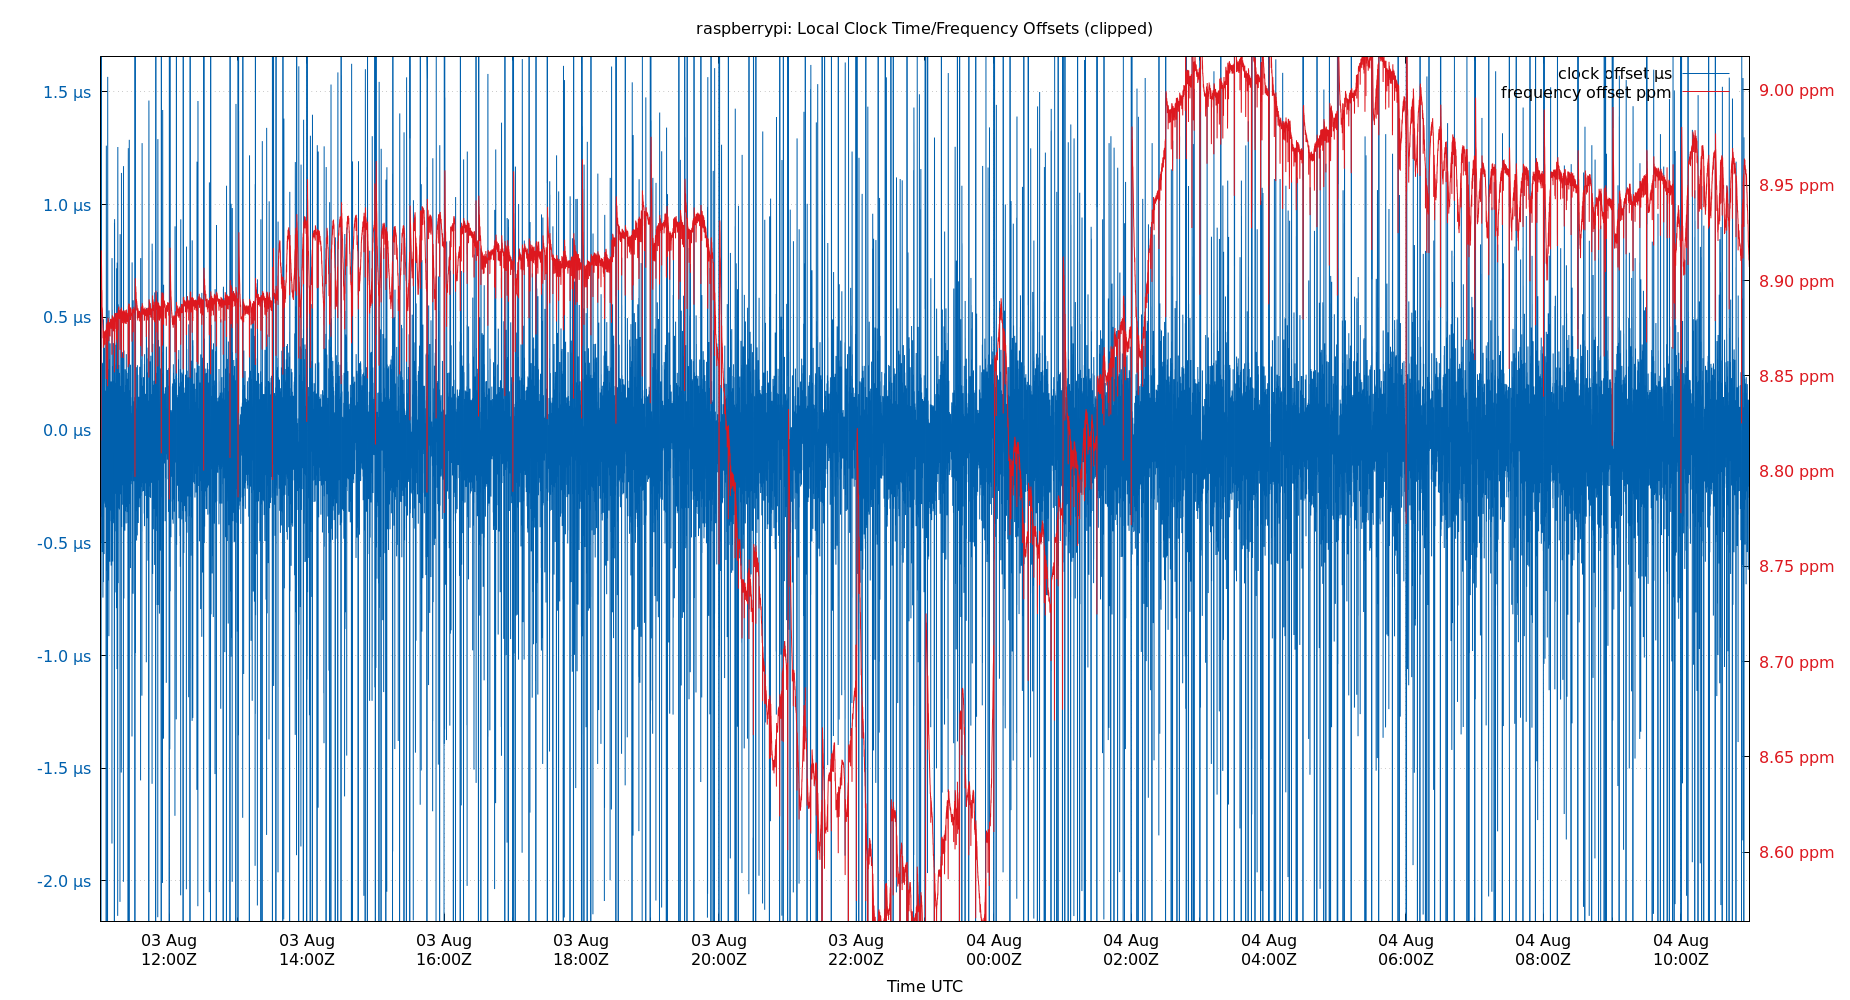 raspberrypi: Local Clock Time/Frequency Offsets (clipped)
clock offset µs
frequency offset ppm
1.5 µs
1.0 µs
0.5 µs
0.0 µs
-0.5 µs
-1.0 µs
-1.5 µs
-2.0 µs
9.00 ppm
8.95 ppm
8.90 ppm
8.85 ppm
8.80 ppm
8.75 ppm
8.70 ppm
8.65 ppm
8.60 ppm
03 Aug 03 Aug 03 Aug 03 Aug 03 Aug 03 Aug 04 Aug 04 Aug 04 Aug 04 Aug 04 Aug 04 Aug
12:00Z 14:00Z 16:00Z 18:00Z 20:00Z 22:00Z 00:00Z 02:00Z 04:00Z 06:00Z 08:00Z 10:00Z
Time UTC